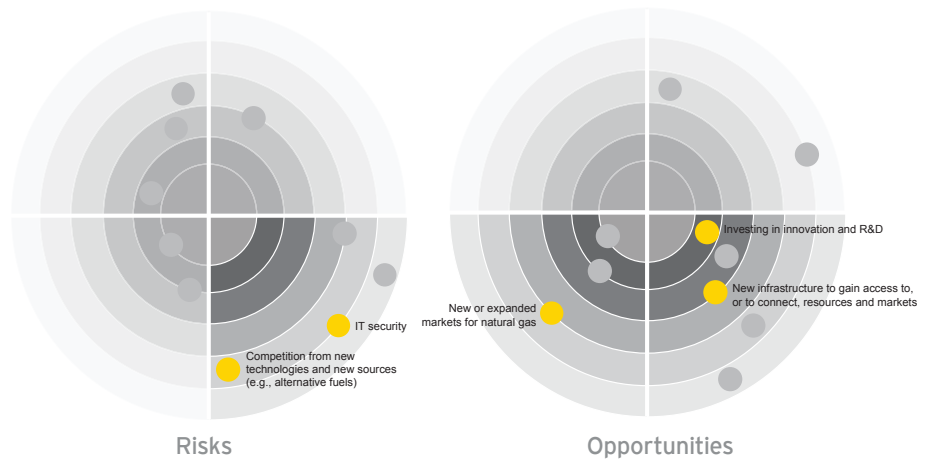 IT security
Competition from new
technologies and new sources
(e.g., alternative fuels)
Risks
Investing in innovation and R&D
New infrastructure to gain access to,
or to connect, resources and markets
New or expanded
markets for natural gas
Opportunities